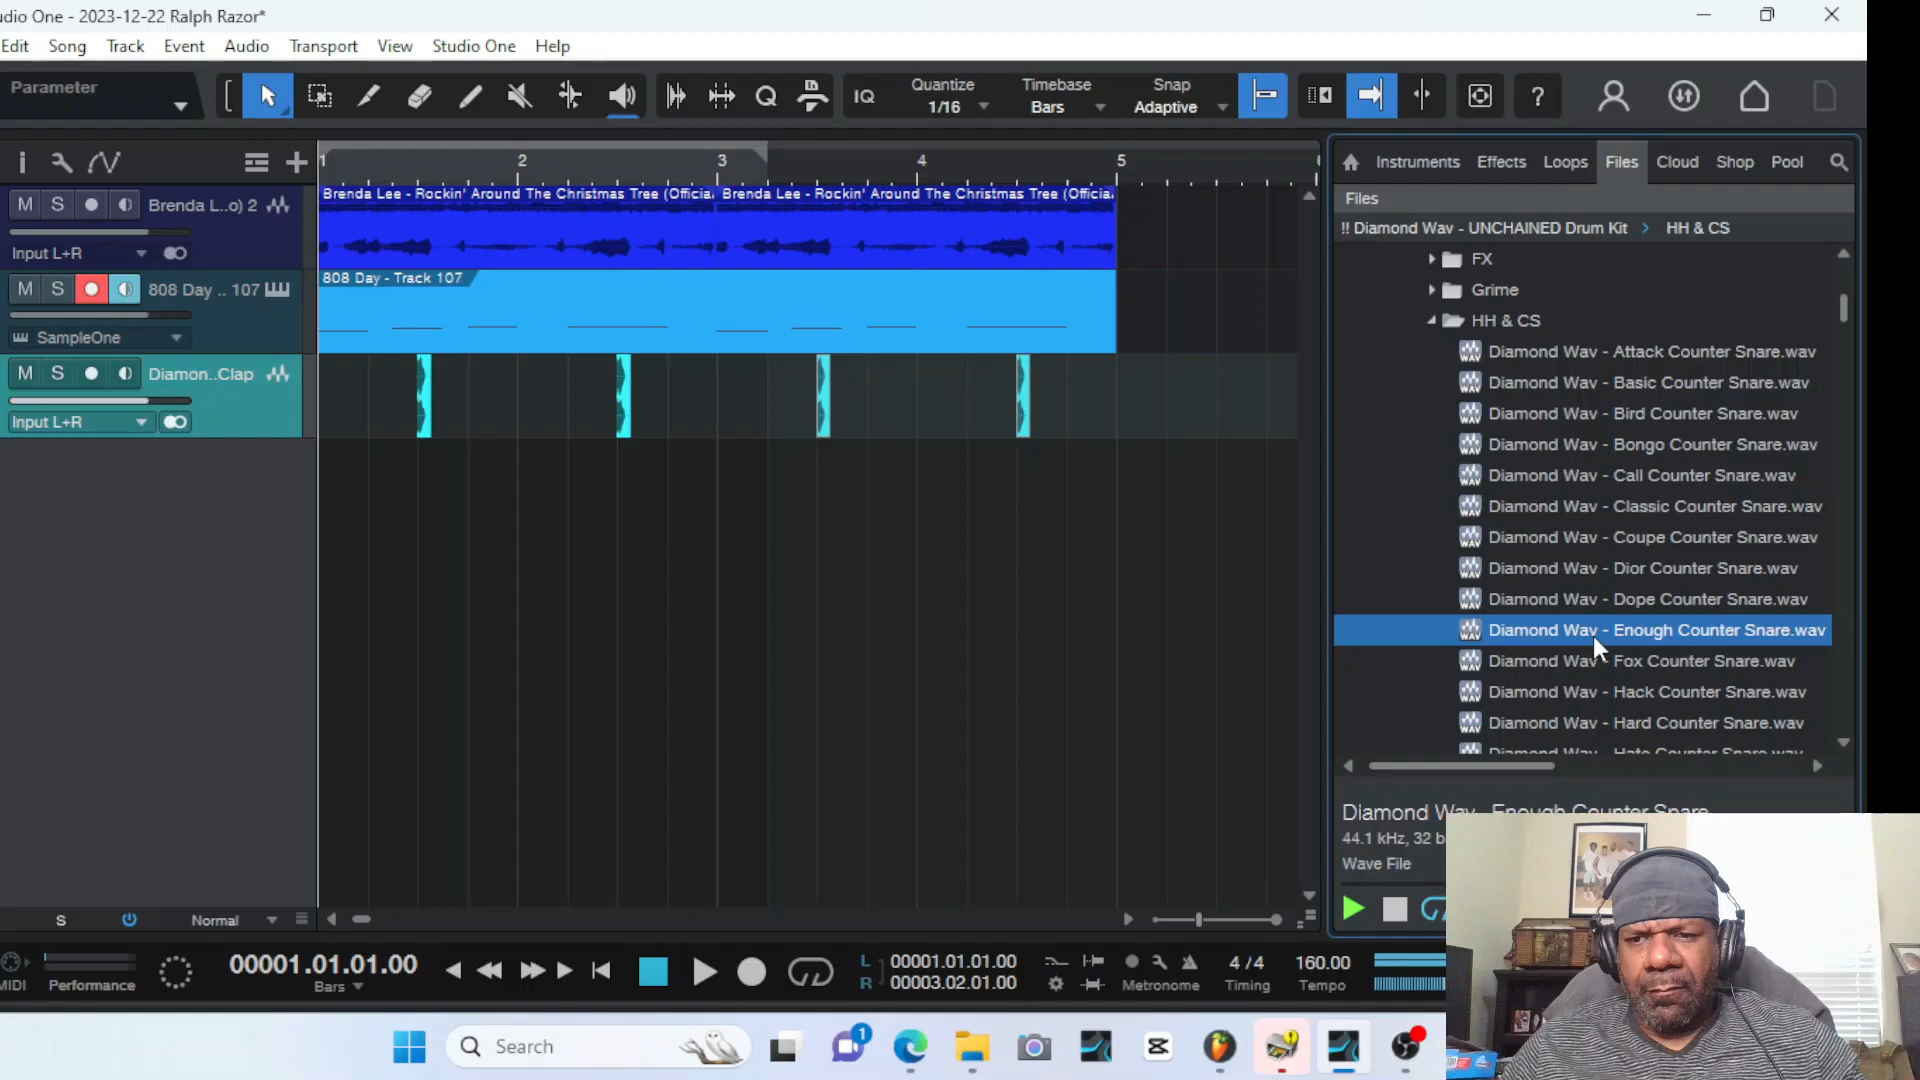 udio One - 2023-12-22 Ralph Razor*
Edit Song Track Event Audio Transport View Studio One Help
Parameter
IQ
Quantize
1/16
Timebase
Bars
Snap
Adaptive
?
1 2 3 4 5
Instruments Effects Loops Files Cloud Shop Pool
Files
!! Diamond Wav - UNCHAINED Drum Kit > HH & CS
M S Brenda L..o) 2
Input L+R
Brenda Lee - Rockin' Around The Christmas Tree (Officia.
Brenda Lee - Rockin' Around The Christmas Tree (Officia.
M S 808 Day .. 107
SampleOne
808 Day - Track 107
M S Diamon..Clap
Input L+R
FX
Grime
HH & CS
Diamond Wav - Attack Counter Snare.wav
Diamond Wav - Basic Counter Snare.wav
Diamond Wav - Bird Counter Snare.wav
Diamond Wav - Bongo Counter Snare.wav
Diamond Wav - Call Counter Snare.wav
Diamond Wav - Classic Counter Snare.wav
Diamond Wav - Coupe Counter Snare.wav
Diamond Wav - Dior Counter Snare.wav
Diamond Wav - Dope Counter Snare.wav
Diamond Wav - Enough Counter Snare.wav
Diamond Wav - Fox Counter Snare.wav
Diamond Wav - Hack Counter Snare.wav
Diamond Wav - Hard Counter Snare.wav
Diamond Wav - Hate Counter Snare.wav
Diamond Wav - Enough Counter Snare
44.1 kHz, 32 b
Wave File
S Normal
MIDI
Performance
00001.01.01.00
Bars
L 00001.01.01.00
R 00003.02.01.00
Metronome
4 / 4
Timing
160.00
Tempo
Search
1